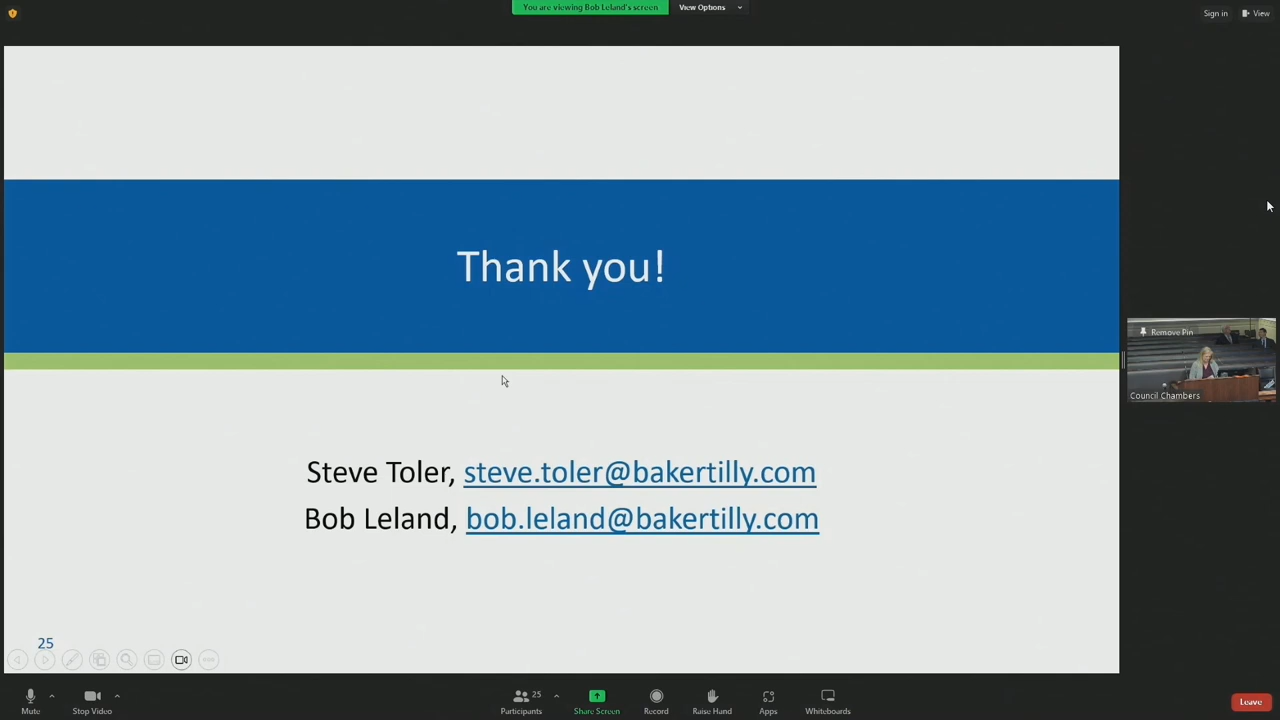 You are viewing Bob Leland's screen
View Options
Sign in
View
Thank you!
Remove Pin
Council Chambers
Steve Toler, steve.toler@bakertilly.com
Bob Leland, bob.leland@bakertilly.com
25
Mute
Stop Video
Participants
25
Share Screen
Record
Raise Hand
Apps
Whiteboards
Leave